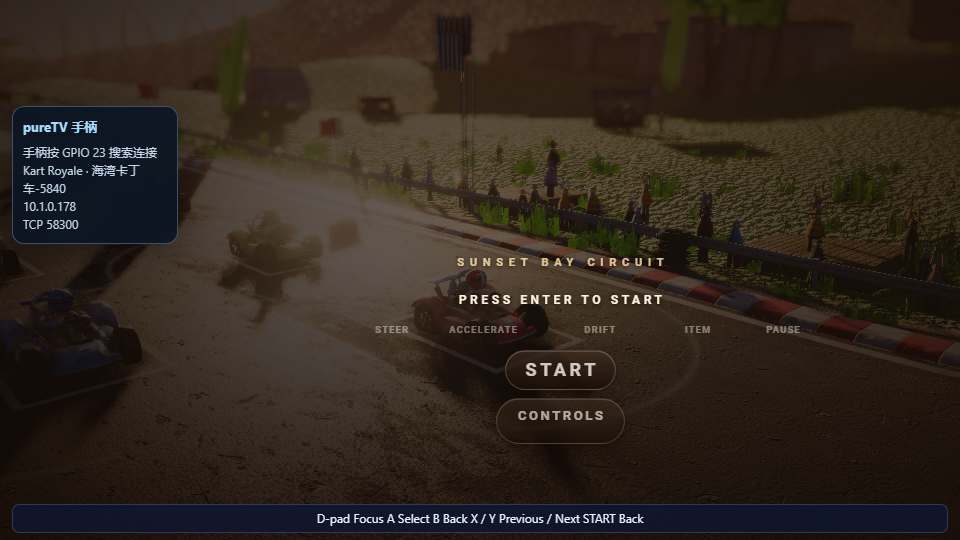 pureTV 手柄
手柄按 GPIO 23 搜索连接
Kart Royale · 海湾卡丁
车-5840
10.1.0.178
TCP 58300
SUNSET BAY CIRCUIT
PRESS ENTER TO START
STEER ACCELERATE DRIFT ITEM PAUSE
START
CONTROLS
D-pad Focus A Select B Back X / Y Previous / Next START Back